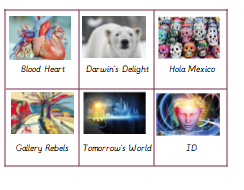 Blood Heart
Darwin's Delight
Hola Mexico
Gallery Rebels
Tomorrow's World
ID